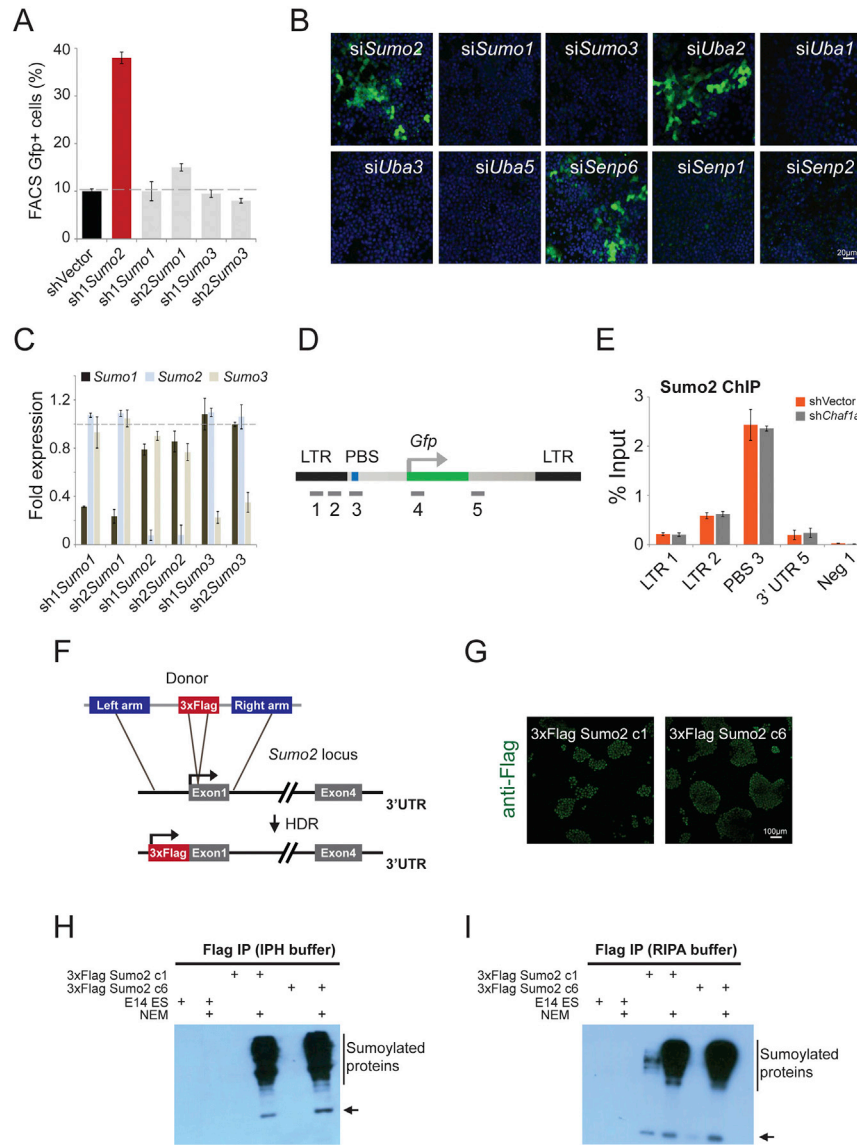 A
FACS Gfp+ cells (%)
40
30
20
10
0
shVector
sh1Sumo2
sh1Sumo1
sh2Sumo1
sh1Sumo3
sh2Sumo3
B
siSumo2
siSumo1
siSumo3
siUba2
siUba1
siUba3
siUba5
siSenp6
siSenp1
siSenp2
20μm
C
Sumo1 Sumo2 Sumo3
Fold expression
1.2
0.8
0.4
0
sh1Sumo1
sh2Sumo1
sh1Sumo2
sh2Sumo2
sh1Sumo3
sh2Sumo3
D
Gfp
LTR PBS LTR
1 2 3 4 5
E
Sumo2 ChIP
shVector
shChaf1a
% Input
3
2
1
0
LTR 1
LTR 2
PBS 3
3' UTR 5
Neg 1
F
Donor
Left arm 3xFlag Right arm
Sumo2 locus
Exon1 Exon4
3'UTR
HDR
3xFlag Exon1 Exon4
3'UTR
G
anti-Flag
3xFlag Sumo2 c1
3xFlag Sumo2 c6
100μm
H
Flag IP (IPH buffer)
3xFlag Sumo2 c1 + +
3xFlag Sumo2 c6 + +
E14 ES + +
NEM + + +
Sumoylated
proteins
I
Flag IP (RIPA buffer)
3xFlag Sumo2 c1 + +
3xFlag Sumo2 c6 + +
E14 ES + +
NEM + + +
Sumoylated
proteins